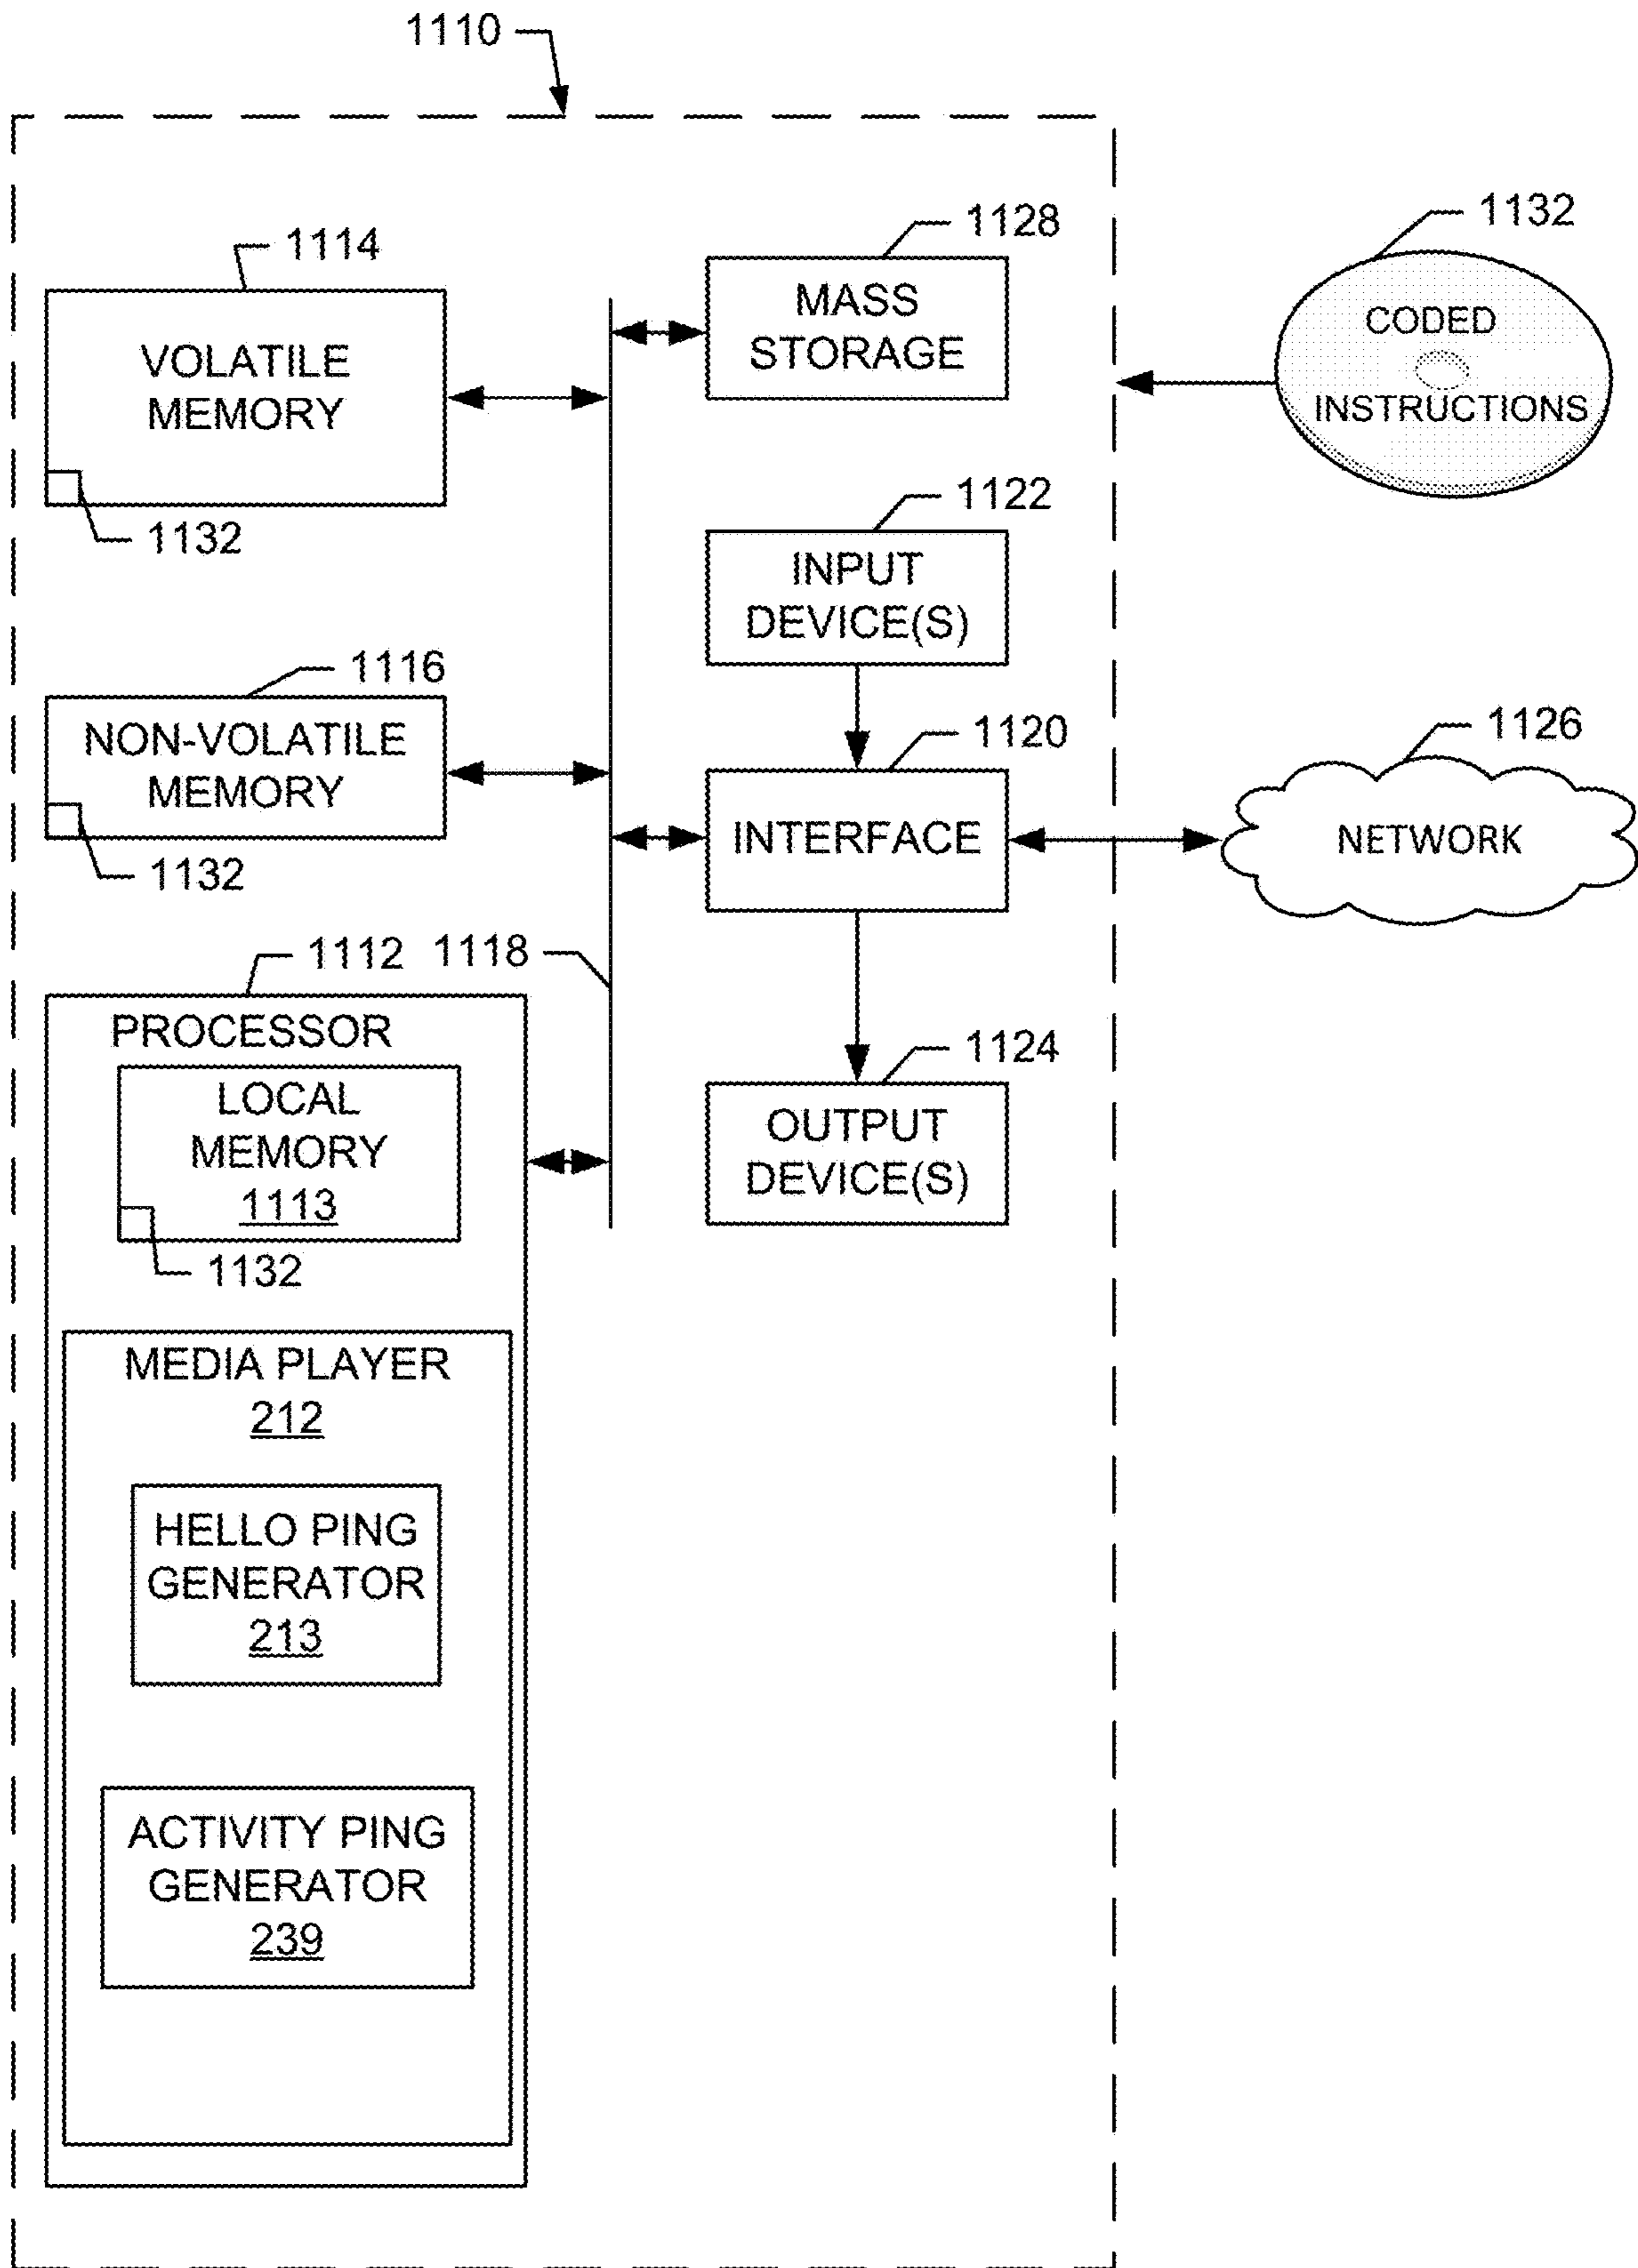 1110
1114
VOLATILE
MEMORY
1132
1128
MASS
STORAGE
1132
CODED
INSTRUCTIONS
1122
INPUT
DEVICE(S)
1116
NON-VOLATILE
MEMORY
1132
1120
INTERFACE
1126
NETWORK
1112
1118
PROCESSOR
LOCAL
MEMORY
1113
1132
1124
OUTPUT
DEVICE(S)
MEDIA PLAYER
212
HELLO PING
GENERATOR
213
ACTIVITY PING
GENERATOR
239